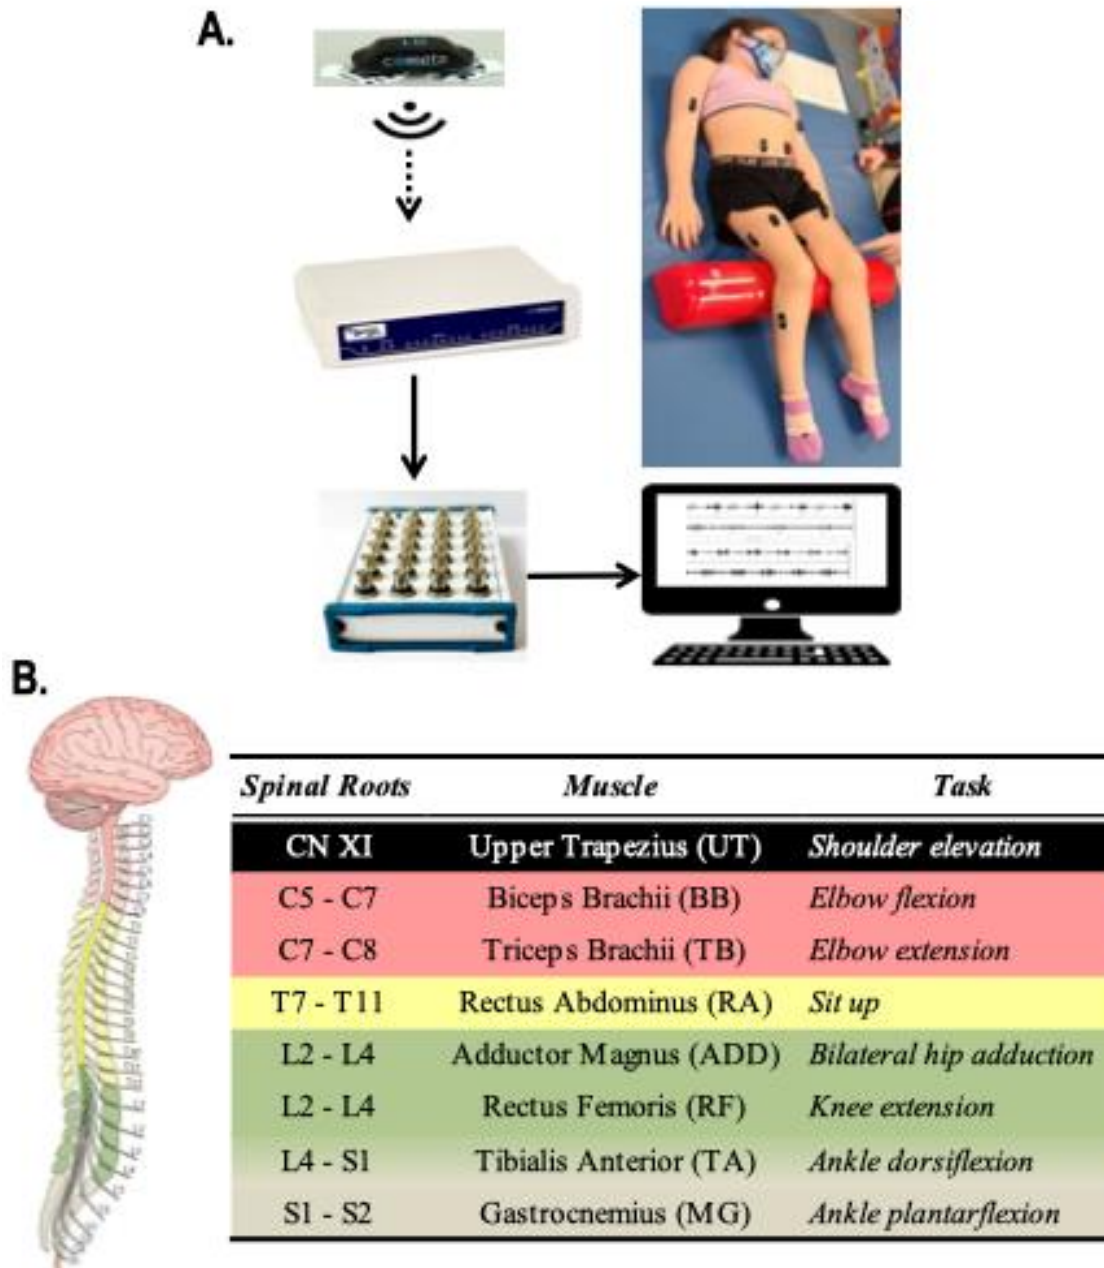 A.
cometa
B.
Spinal Roots Muscle Task
CN XI Upper Trapezius (UT) Shoulder elevation
C5 - C7 Biceps Brachii (BB) Elbow flexion
C7 - C8 Triceps Brachii (TB) Elbow extension
T7 - T11 Rectus Abdominus (RA) Sit up
L2 - L4 Adductor Magnus (ADD) Bilateral hip adduction
L2 - L4 Rectus Femoris (RF) Knee extension
L4 - S1 Tibialis Anterior (TA) Ankle dorsiflexion
S1 - S2 Gastrocnemius (MG) Ankle plantarflexion